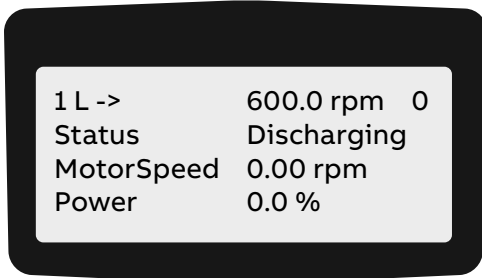 1 L -> 600.0 rpm 0
Status Discharging
MotorSpeed 0.00 rpm
Power 0.0 %